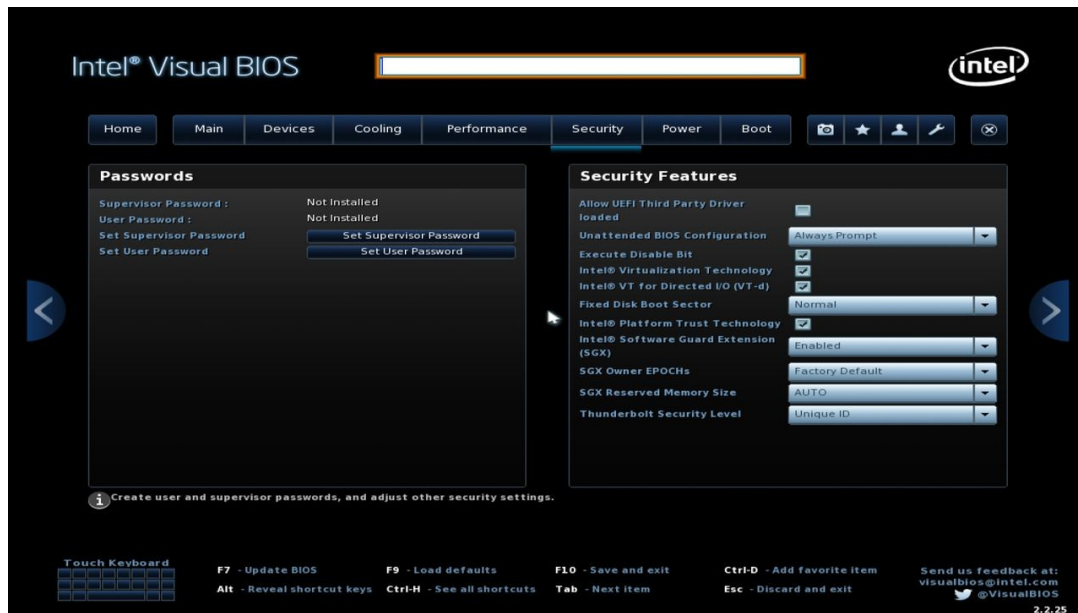 Intel® Visual BIOS
intel
Home Main Devices Cooling Performance Security Power Boot
Passwords
Supervisor Password : Not Installed
User Password : Not Installed
Set Supervisor Password Set Supervisor Password
Set User Password Set User Password
Security Features
Allow UEFI Third Party Driver
loaded
Unattended BIOS Configuration Always Prompt
Execute Disable Bit
Intel® Virtualization Technology
Intel® VT for Directed I/O (VT-d)
Fixed Disk Boot Sector Normal
Intel® Platform Trust Technology
Intel® Software Guard Extension
(SGX) Enabled
SGX Owner EPOCHs Factory Default
SGX Reserved Memory Size AUTO
Thunderbolt Security Level Unique ID
Create user and supervisor passwords, and adjust other security settings.
Touch Keyboard
F7 - Update BIOS F9 - Load defaults F10 - Save and exit Ctrl-D - Add favorite item
Alt - Reveal shortcut keys Ctrl-H - See all shortcuts Tab - Next item Esc - Discard and exit
Send us feedback at:
visualbios@intel.com
@VisualBIOS
2.2.25